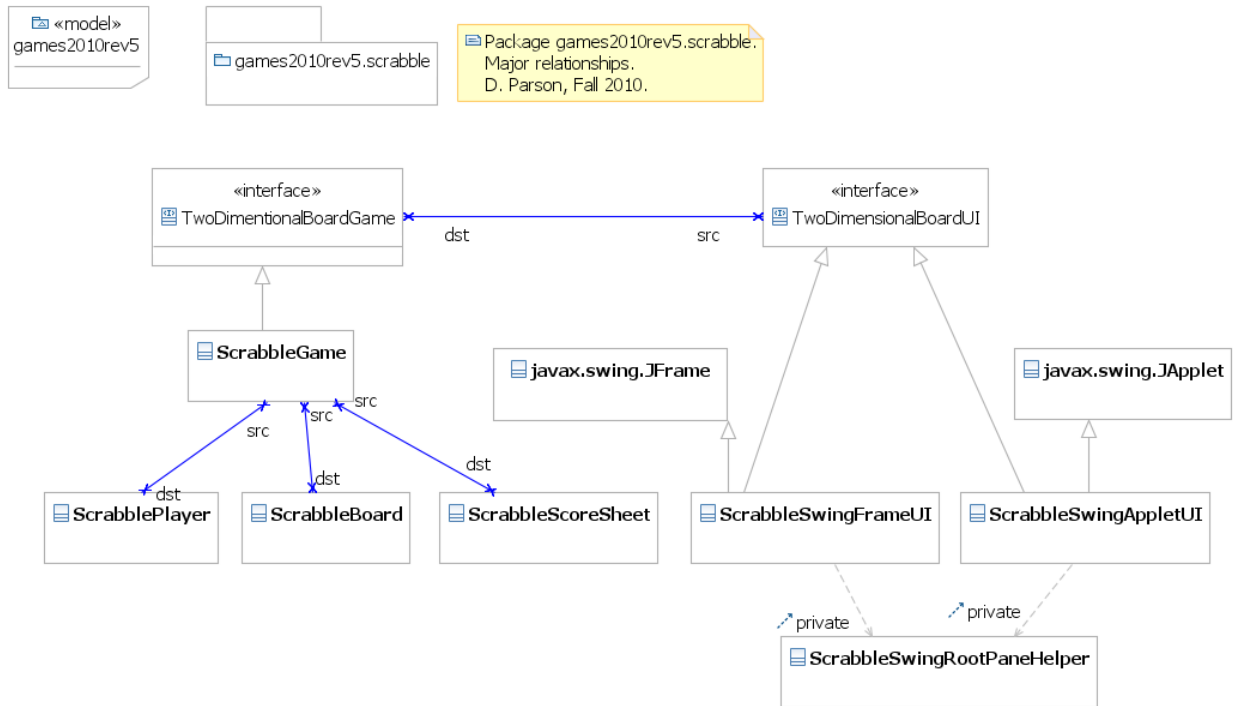 «model»
games2010rev5
games2010rev5.scrabble
Package games2010rev5.scrabble.
Major relationships.
D. Parson, Fall 2010.
«interface»
TwoDimentionalBoardGame
«interface»
TwoDimensionalBoardUI
dst
src
ScrabbleGame
javax.swing.JFrame
javax.swing.JApplet
src
src
src
dst
dst
dst
ScrabblePlayer
ScrabbleBoard
ScrabbleScoreSheet
ScrabbleSwingFrameUI
ScrabbleSwingAppletUI
private
private
ScrabbleSwingRootPaneHelper